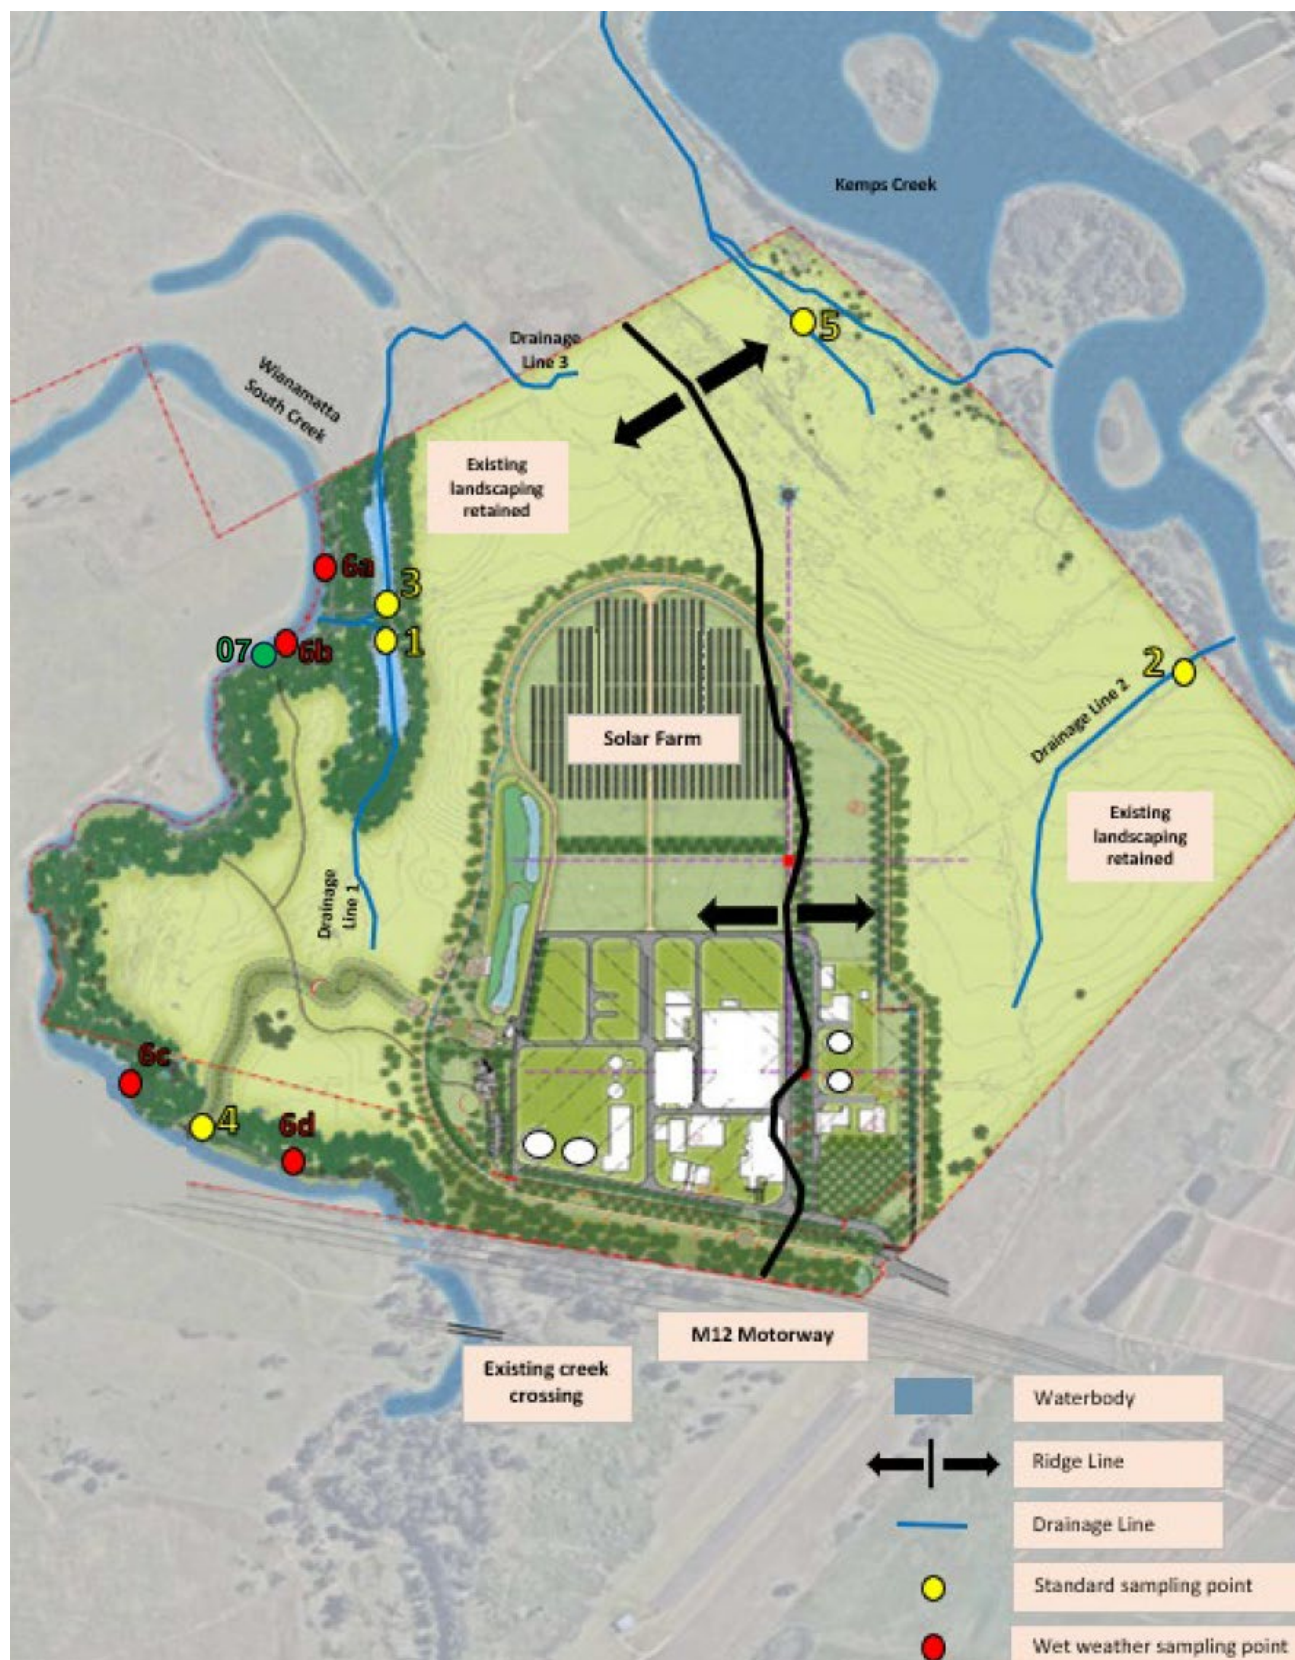 Kemps Creek
5
Drainage
Line 3
Wianamatta
South Creek
Existing
landscaping
retained
6a
3
07
6b
1
2
Drainage Line 2
Solar Farm
Existing
landscaping
retained
Drainage
Line 1
6c
4
6d
M12 Motorway
Existing creek
crossing
Waterbody
Ridge Line
Drainage Line
Standard sampling point
Wet weather sampling point